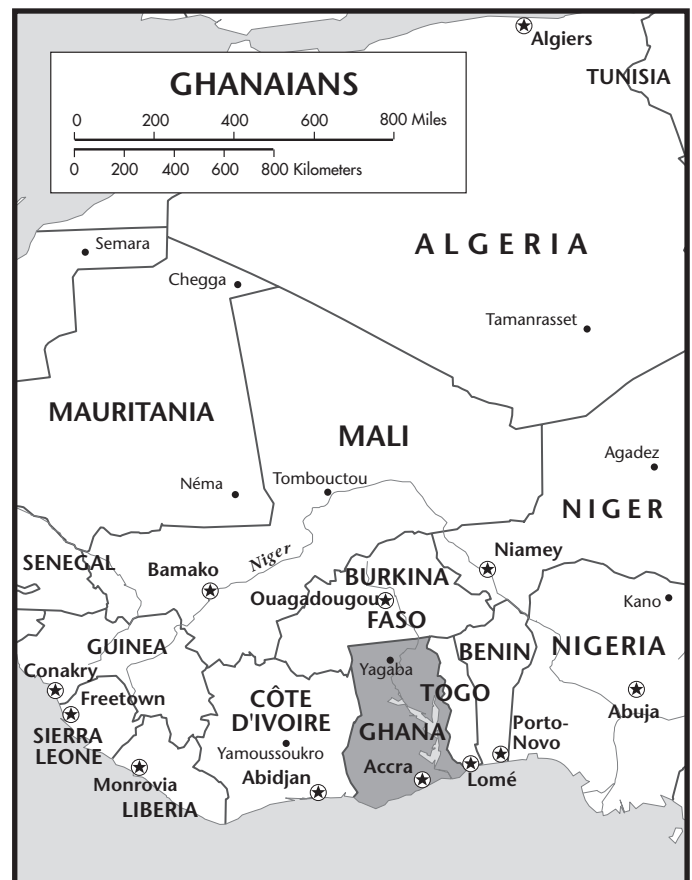 Algiers
TUNISIA
GHANAIANS
0 200 400 600 800 Miles
0 200 400 600 800 Kilometers
Semara
ALGERIA
Chegga
Tamanrasset
MAURITANIA
MALI
Agadez
Néma
Tombouctou
NIGER
Niger
Niamey
SENEGAL
Bamako
BURKINA
FASO
Ouagadougou
Kano
GUINEA
BENIN
NIGERIA
Yagaba
Conakry
TOGO
Freetown
CÔTE
D'IVOIRE
Abuja
SIERRA
LEONE
GHANA
Porto-
Novo
Yamoussoukro
Accra
Lomé
Monrovia
Abidjan
LIBERIA